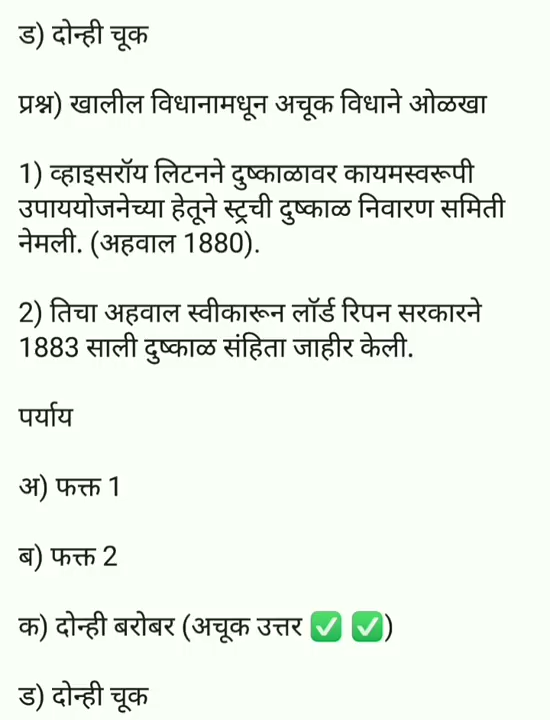 ड) दोन्ही चूक
प्रश्न) खालील विधानामधून अचूक विधाने ओळखा
1) व्हाइसरॉय लिटनने दुष्काळावर कायमस्वरूपी
उपाययोजनेच्या हेतूने स्ट्रची दुष्काळ निवारण समिती
नेमली. (अहवाल 1880).
2) तिचा अहवाल स्वीकारून लॉर्ड रिपन सरकारने
1883 साली दुष्काळ संहिता जाहीर केली.
पर्याय
अ) फक्त 1
ब) फक्त 2
क) दोन्ही बरोबर (अचूक उत्तर ✅ ✅)
ड) दोन्ही चूक